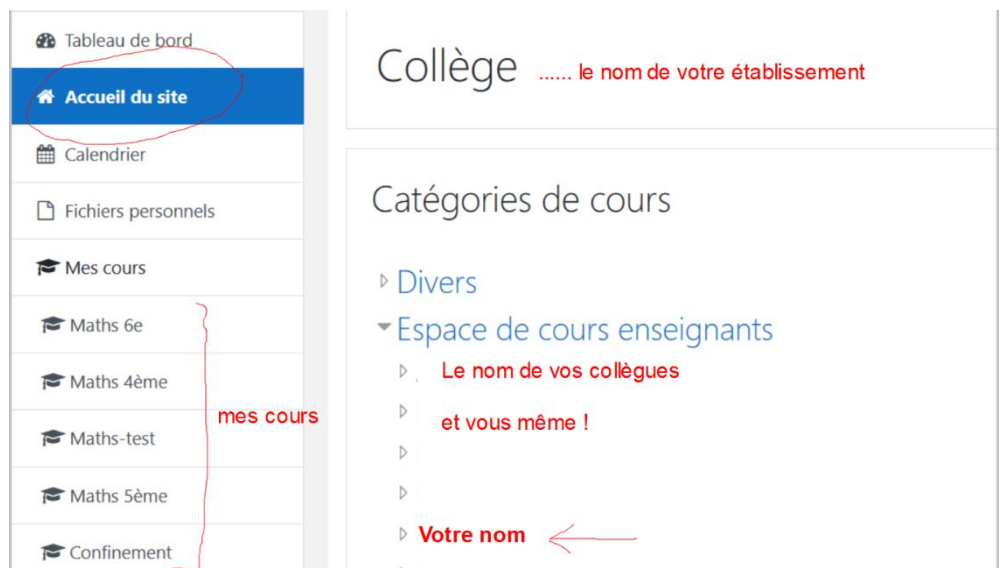 Tableau de bord
Accueil du site
Calendrier
Fichiers personnels
Mes cours
Maths 6e
Maths 4ème
Maths-test
Maths 5ème
Confinement
mes cours
Collège ...... le nom de votre établissement
Catégories de cours
Divers
Espace de cours enseignants
Le nom de vos collègues
et vous même !
Votre nom